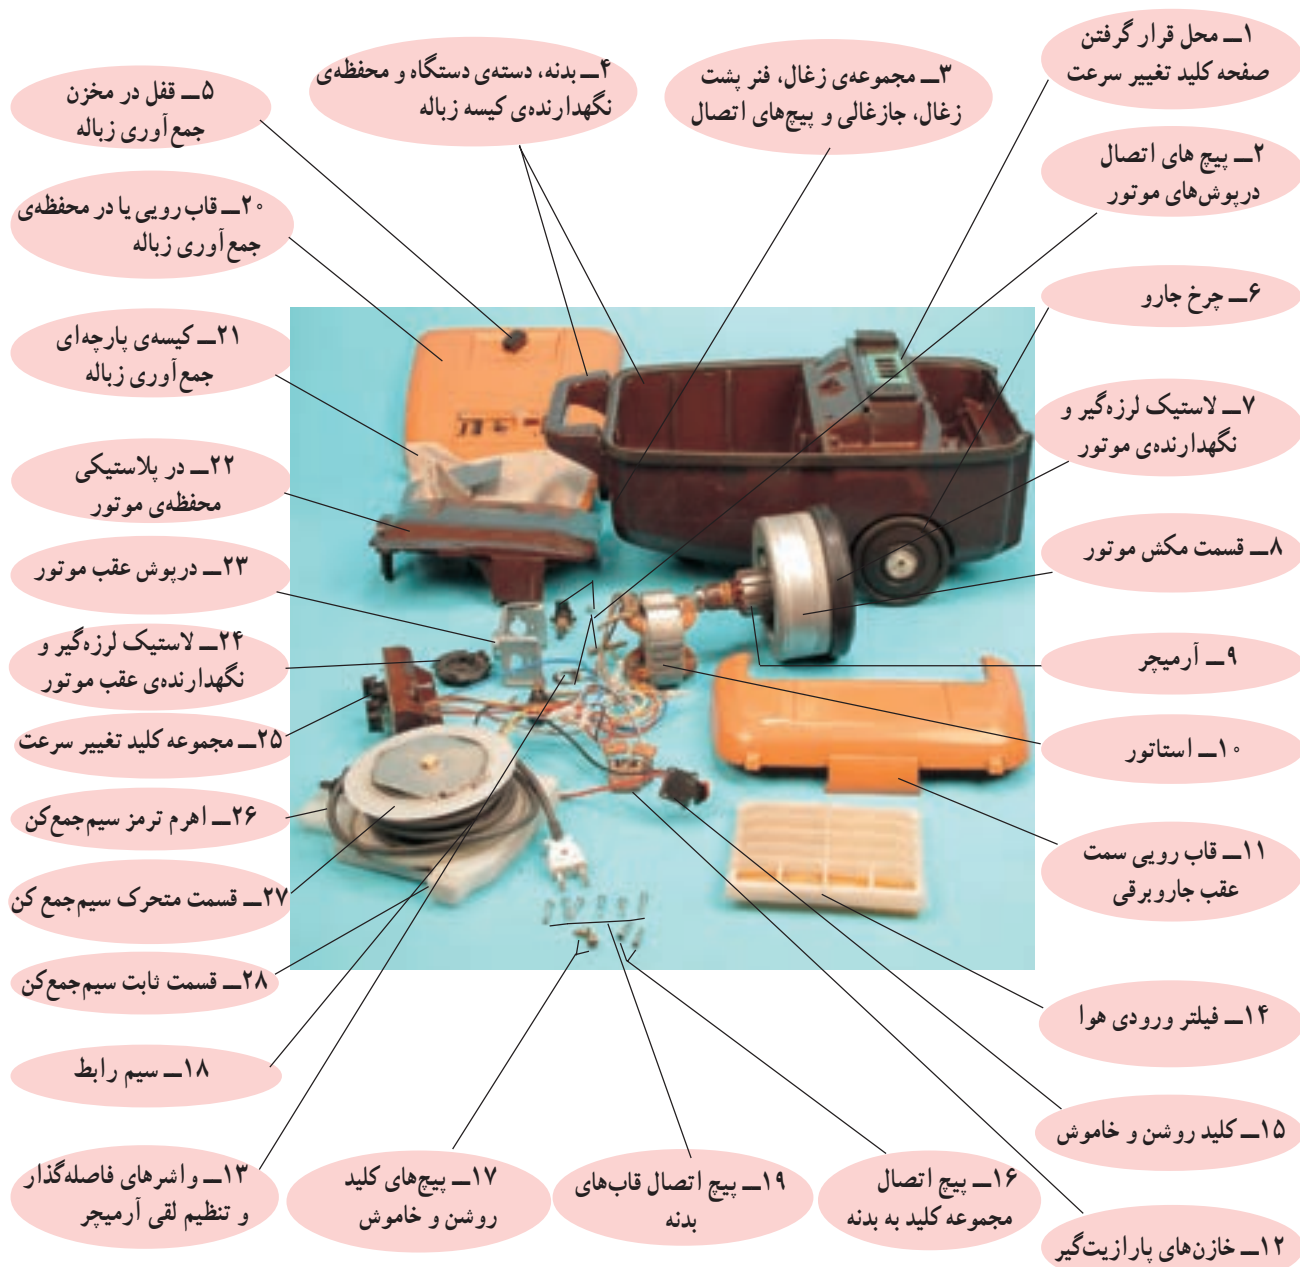 ۱ــ محل قرار گرفتن
صفحه کلید تغییر سرعت
۲ــ پیچ های اتصال
درپوش‌های موتور
۳ــ مجموعه‌ی زغال، فنر پشت
زغال، جازغالی و پیچ‌های اتصال
۴ــ بدنه، دسته‌ی دستگاه و محفظه‌ی
نگهدارنده‌ی کیسه زباله
۵ــ قفل در مخزن
جمع‌آوری زباله
۲۰ــ قاب رویی یا در محفظه‌ی
جمع‌آوری زباله
۶ــ چرخ جارو
۲۱ــ کیسه‌ی پارچه‌ای
جمع‌آوری زباله
۷ــ لاستیک لرزه‌گیر و
نگهدارنده‌ی موتور
۲۲ــ در پلاستیکی
محفظه‌ی موتور
۸ــ قسمت مکش موتور
۲۳ــ درپوش عقب موتور
۹ــ آرمیچر
۲۴ــ لاستیک لرزه‌گیر و
نگهدارنده‌ی عقب موتور
۱۰ــ استاتور
۲۵ــ مجموعه کلید تغییر سرعت
۲۶ــ اهرم ترمز سیم‌جمع‌کن
۱۱ــ قاب رویی سمت
عقب جاروبرقی
۲۷ــ قسمت متحرک سیم‌جمع کن
۲۸ــ قسمت ثابت سیم‌جمع‌کن
۱۴ــ فیلتر ورودی هوا
۱۸ــ سیم رابط
۱۵ــ کلید روشن و خاموش
۱۶ــ پیچ اتصال
مجموعه کلید به بدنه
۱۹ــ پیچ اتصال قاب‌های
بدنه
۱۷ــ پیچ‌های کلید
روشن و خاموش
۱۳ــ واشرهای فاصله‌گذار
و تنظیم لقی آرمیچر
۱۲ــ خازن‌های پارازیت‌گیر